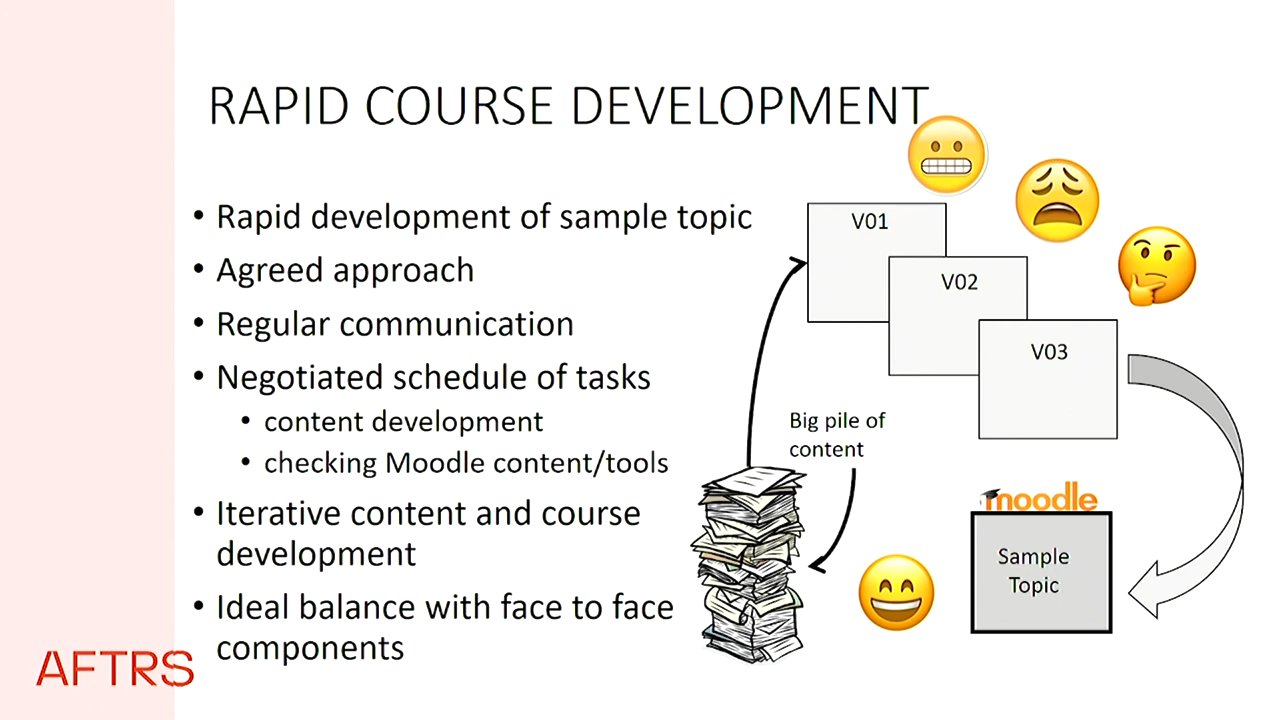 RAPID COURSE DEVELOPMENT
• Rapid development of sample topic
• Agreed approach
• Regular communication
• Negotiated schedule of tasks
• content development
• checking Moodle content/tools
• Iterative content and course
development
• Ideal balance with face to face
components
AFTRS
V01
V02
V03
Big pile of
content
moodle
Sample
Topic